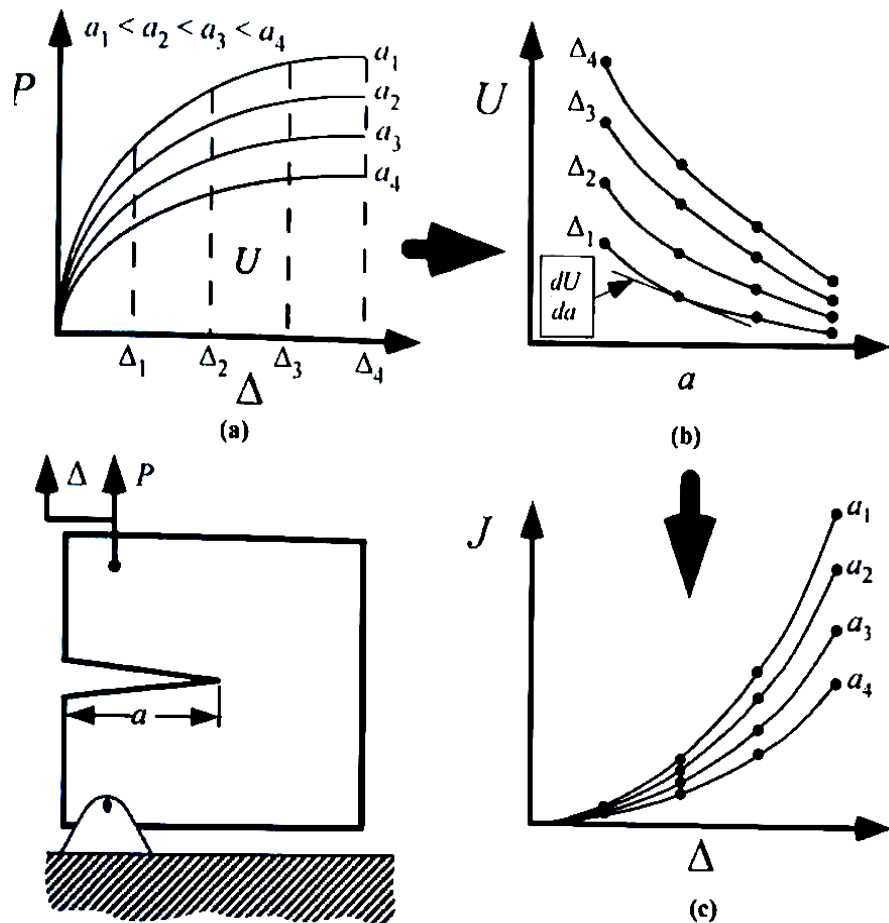 a₁ < a₂ < a₃ < a₄
P
a₁
a₂
a₃
a₄
U
Δ₁ Δ₂ Δ₃ Δ₄
Δ
(a)
U
Δ₄
Δ₃
Δ₂
Δ₁
dU
da
a
(b)
Δ P
a
J
a₁
a₂
a₃
a₄
Δ
(c)